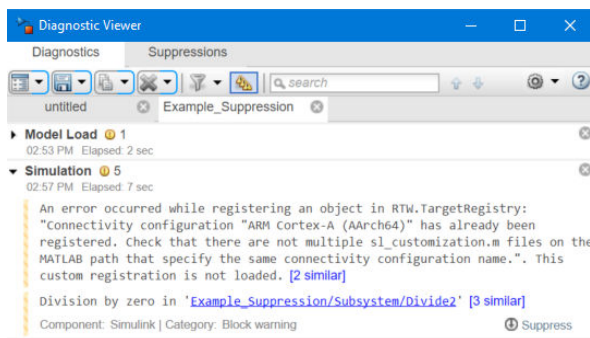 Diagnostic Viewer
Diagnostics Suppressions
search
untitled Example_Suppression
Model Load 1
02:53 PM Elapsed: 2 sec
Simulation 5
02:57 PM Elapsed: 7 sec
An error occurred while registering an object in RTW.TargetRegistry:
"Connectivity configuration "ARM Cortex-A (AArch64)" has already been
registered. Check that there are not multiple sl_customization.m files on the
MATLAB path that specify the same connectivity configuration name.". This
custom registration is not loaded. [2 similar]
Division by zero in 'Example_Suppression/Subsystem/Divide2' [3 similar]
Component: Simulink | Category: Block warning Suppress